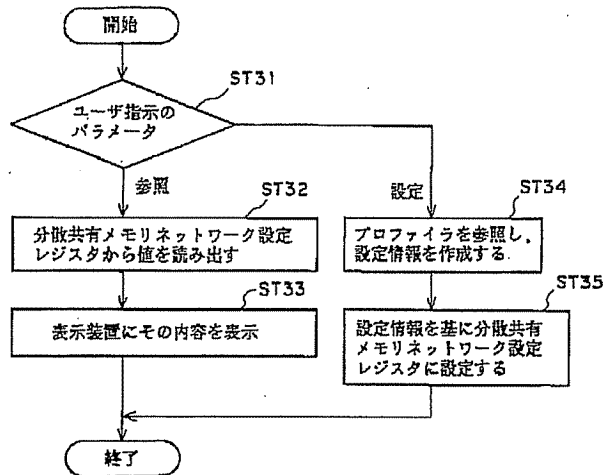 開始
ST31
ユーザ指示の
パラメータ
参照
設定
ST32
分散共有メモリネットワーク設定
レジスタから値を読み出す
ST34
プロファイラを参照し,
設定情報を作成する.
ST33
表示装置にその内容を表示
ST35
設定情報を基に分散共有
メモリネットワーク設定
レジスタに設定する
終了